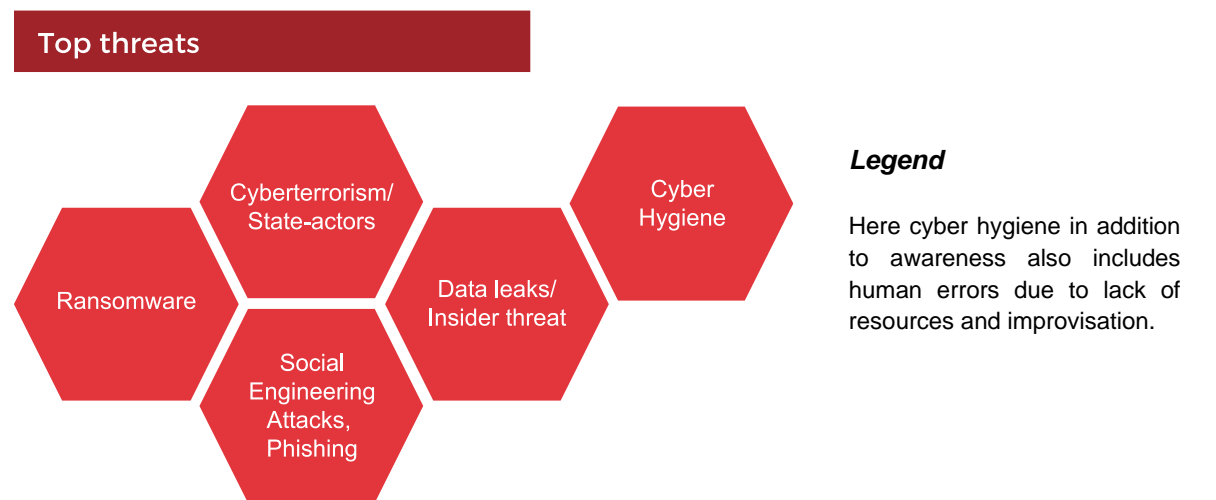 Top threats
Ransomware
Cyberterrorism/
State-actors
Social
Engineering
Attacks,
Phishing
Data leaks/
Insider threat
Cyber
Hygiene
Legend
Here cyber hygiene in addition
to awareness also includes
human errors due to lack of
resources and improvisation.